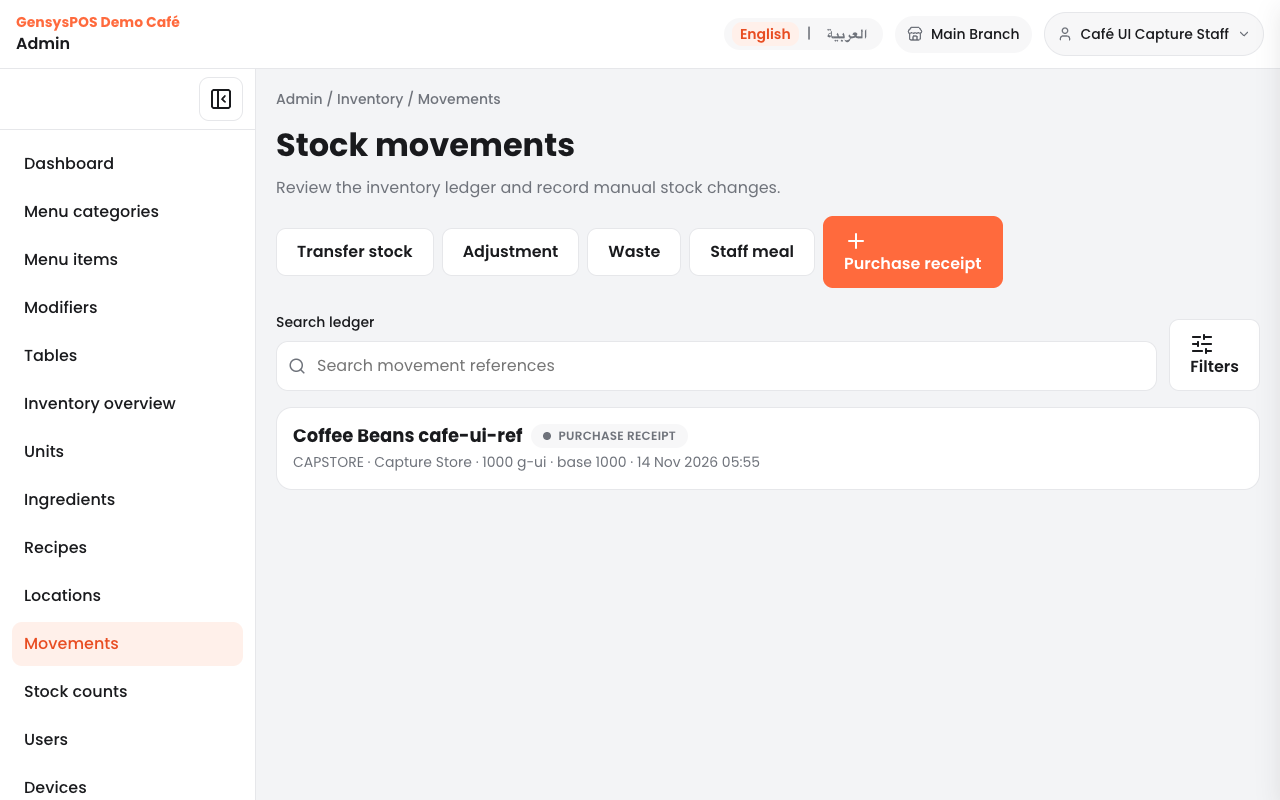 GensysPOS Demo Café
Admin
English | العربية
Main Branch
Café UI Capture Staff
Dashboard
Menu categories
Menu items
Modifiers
Tables
Inventory overview
Units
Ingredients
Recipes
Locations
Movements
Stock counts
Users
Devices
Admin / Inventory / Movements
Stock movements
Review the inventory ledger and record manual stock changes.
Transfer stock
Adjustment
Waste
Staff meal
Purchase receipt
Search ledger
Search movement references
Filters
Coffee Beans cafe-ui-ref
PURCHASE RECEIPT
CAPSTORE · Capture Store · 1000 g-ui · base 1000 · 14 Nov 2026 05:55